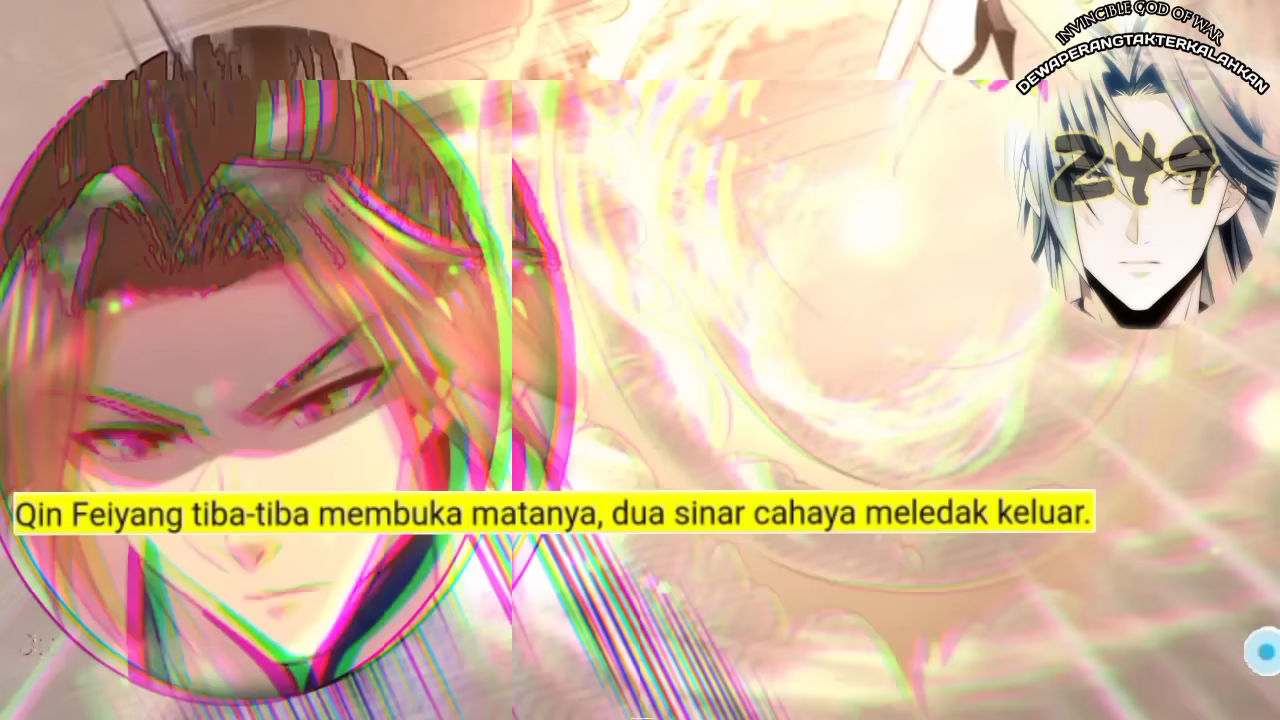 INVINCIBLE GOD OF WAR
DEWAPERANGTAKTERKALAHKAN
249
Qin Feiyang tiba-tiba membuka matanya, dua sinar cahaya meledak keluar.